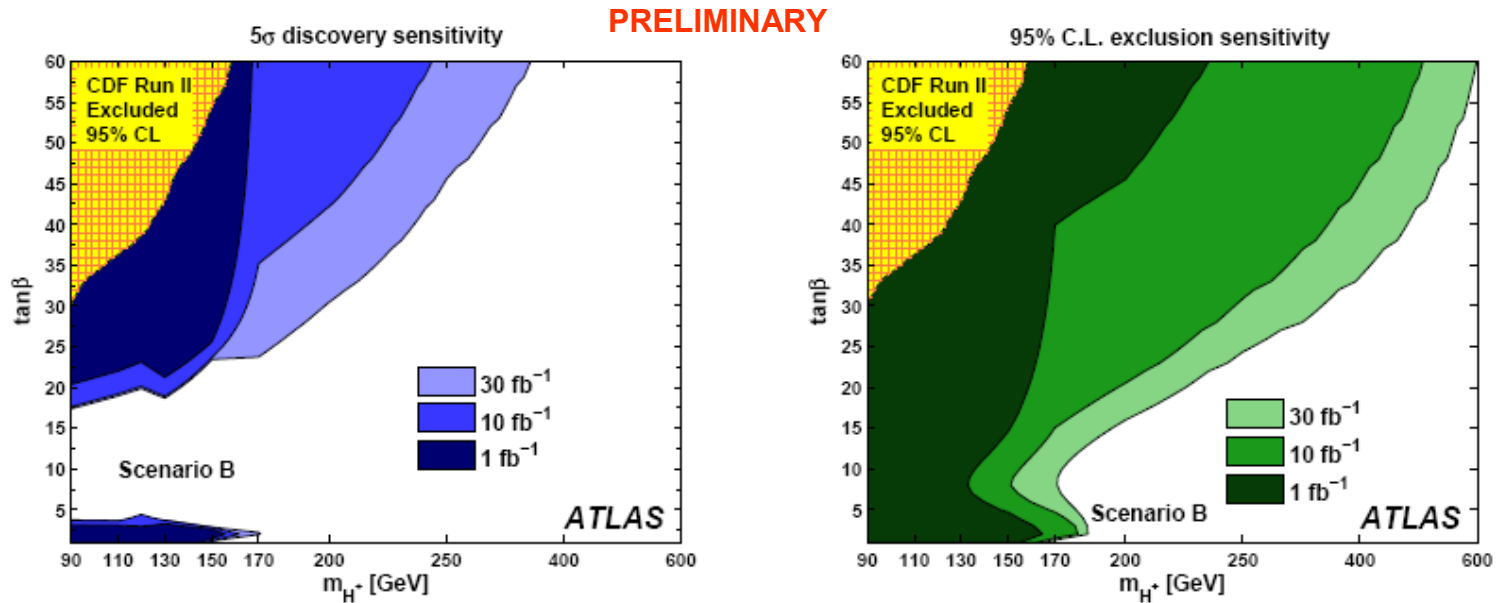 PRELIMINARY
5σ discovery sensitivity
CDF Run II
Excluded
95% CL
tanβ
60
55
50
45
40
35
30
25
20
15
10
5
30 fb⁻¹
10 fb⁻¹
1 fb⁻¹
Scenario B
ATLAS
90 110 130 150 170 200 250 400 600
m_H⁺ [GeV]
95% C.L. exclusion sensitivity
CDF Run II
Excluded
95% CL
tanβ
60
55
50
45
40
35
30
25
20
15
10
5
30 fb⁻¹
10 fb⁻¹
1 fb⁻¹
Scenario B
ATLAS
90 110 130 150 170 200 250 400 600
m_H⁺ [GeV]